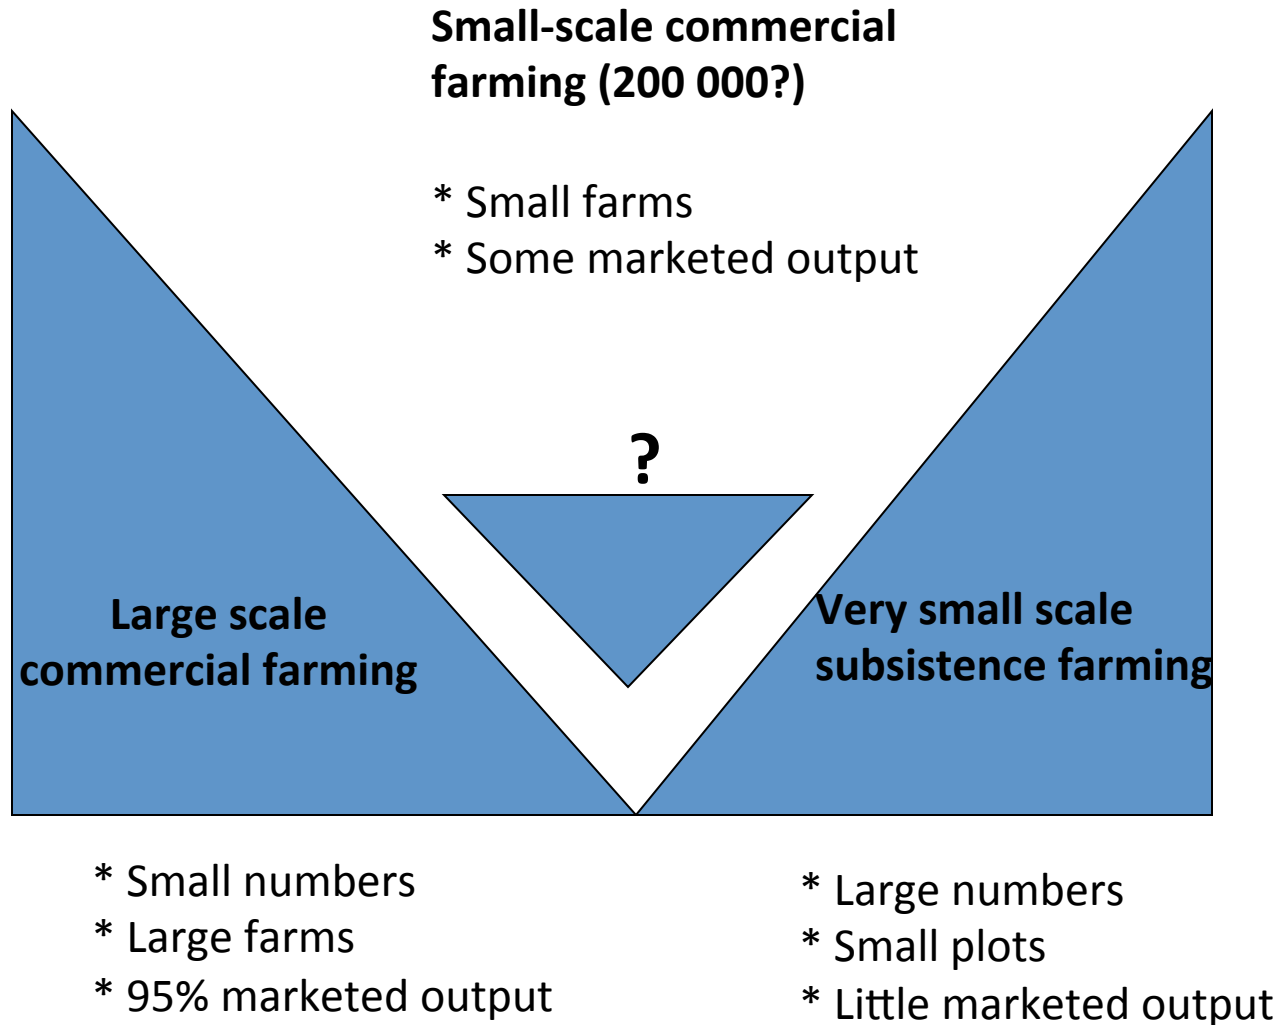 Small-scale commercial
farming (200 000?)
* Small farms
* Some marketed output
?
Large scale
commercial farming
Very small scale
subsistence farming
* Small numbers
* Large farms
* 95% marketed output
* Large numbers
* Small plots
* Little marketed output